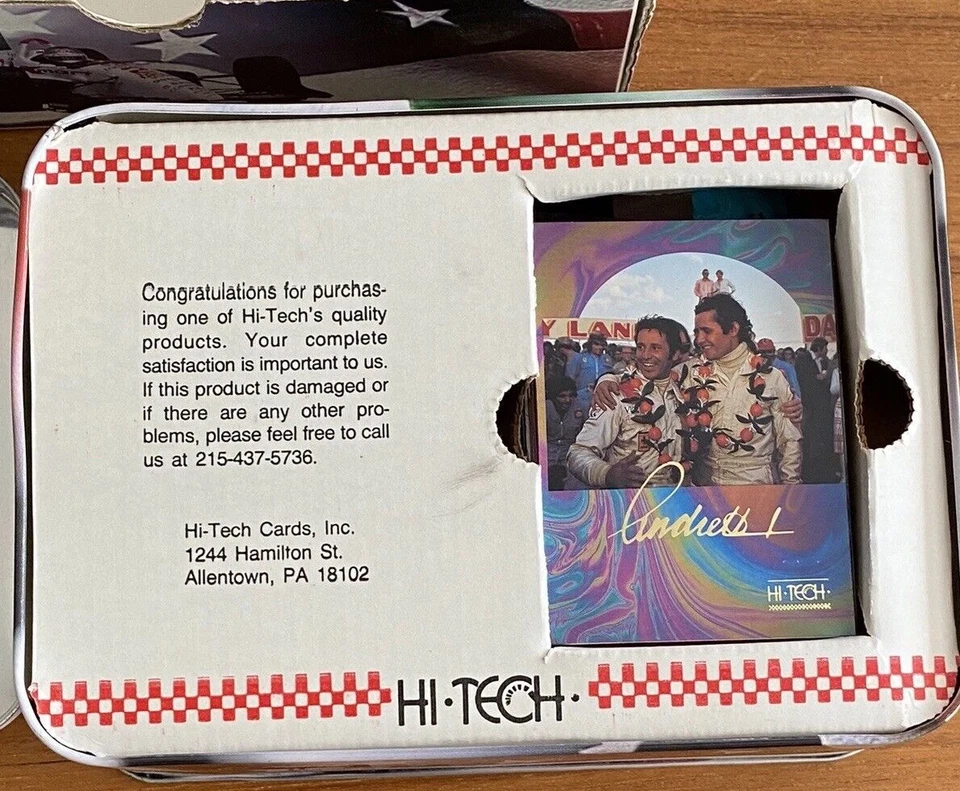 Congratulations for purchas-
ing one of Hi-Tech's quality
products. Your complete
satisfaction is important to us.
If this product is damaged or
if there are any other pro-
blems, please feel free to call
us at 215-437-5736.
Hi-Tech Cards, Inc.
1244 Hamilton St.
Allentown, PA 18102
Y LAN
DA
Andretti
HI·TECH·
HI·TECH·